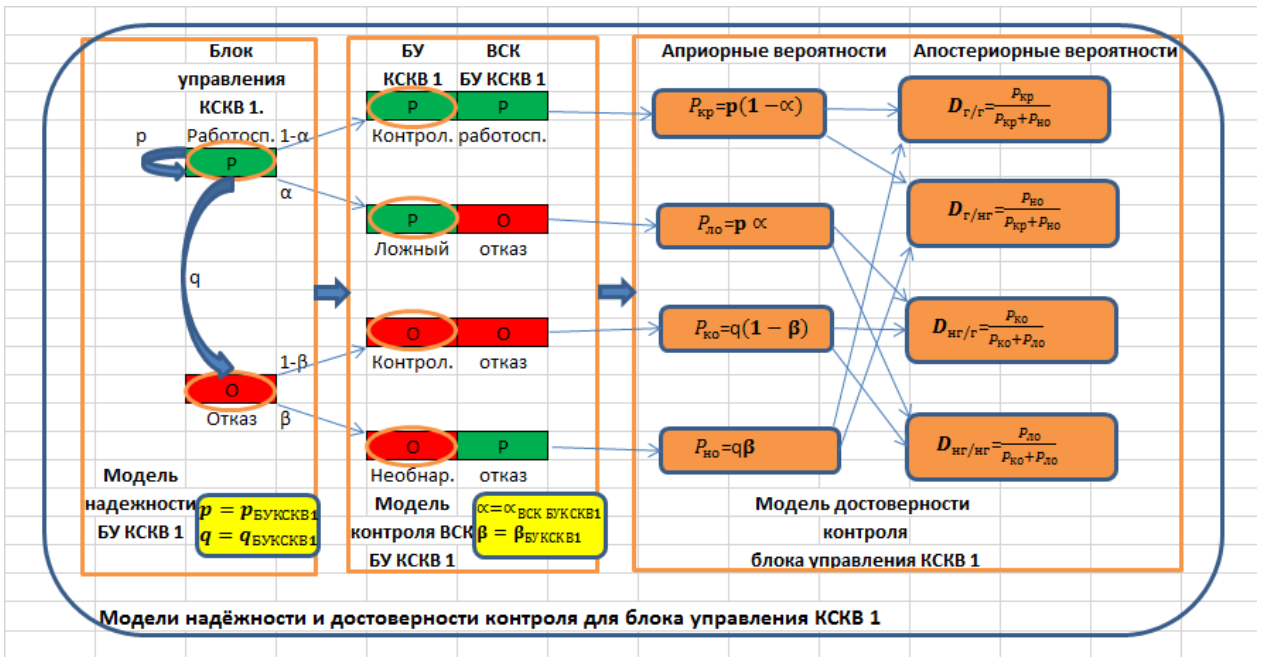 Блок
управления
КСКВ 1.
p
Работосп.
1-α
P
α
q
1-β
О
Отказ
β
Модель
надежности
БУ КСКВ 1
p = p БУКСКВ1
q = q БУКСКВ1
БУ ВСК
КСКВ 1 БУ КСКВ 1
P P
Контрол. работосп.
P О
Ложный отказ
О О
Контрол. отказ
О P
Необнар. отказ
Модель
контроля ВСК
БУ КСКВ 1
∝=∝ ВСК БУКСКВ1
β = β БУКСКВ1
Априорные вероятности
Pкр=p(1−∝)
Pло=p ∝
Pко=q(1 − β)
Pно=qβ
Апостериорные вероятности
Dг/г=Pкр/(Pкр+Pно)
Dг/нг=Pно/(Pкр+Pно)
Dнг/г=Pко/(Pко+Pло)
Dнг/нг=Pло/(Pко+Pло)
Модель достоверности
контроля
блока управления КСКВ 1
Модели надёжности и достоверности контроля для блока управления КСКВ 1